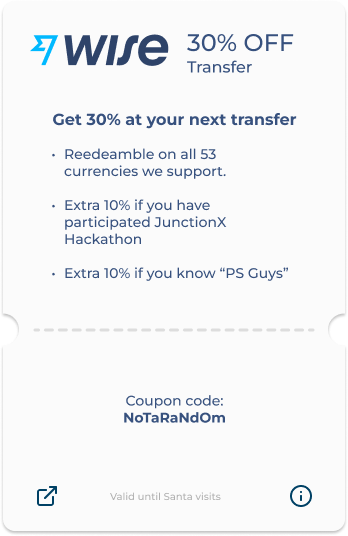 WISE 30% OFF
Transfer
Get 30% at your next transfer
• Reedeamble on all 53
currencies we support.
• Extra 10% if you have
participated JunctionX
Hackathon
• Extra 10% if you know “PS Guys”
Coupon code:
NoTaRaNdOm
Valid until Santa visits